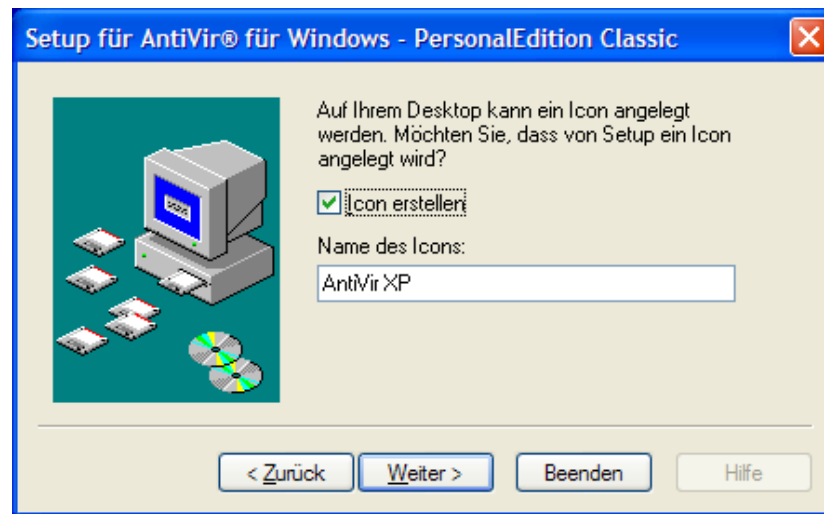 Setup für AntiVir® für Windows - PersonalEdition Classic
Auf Ihrem Desktop kann ein Icon angelegt
werden. Möchten Sie, dass von Setup ein Icon
angelegt wird?
Icon erstellen
Name des Icons:
AntiVir XP
< Zurück
Weiter >
Beenden
Hilfe